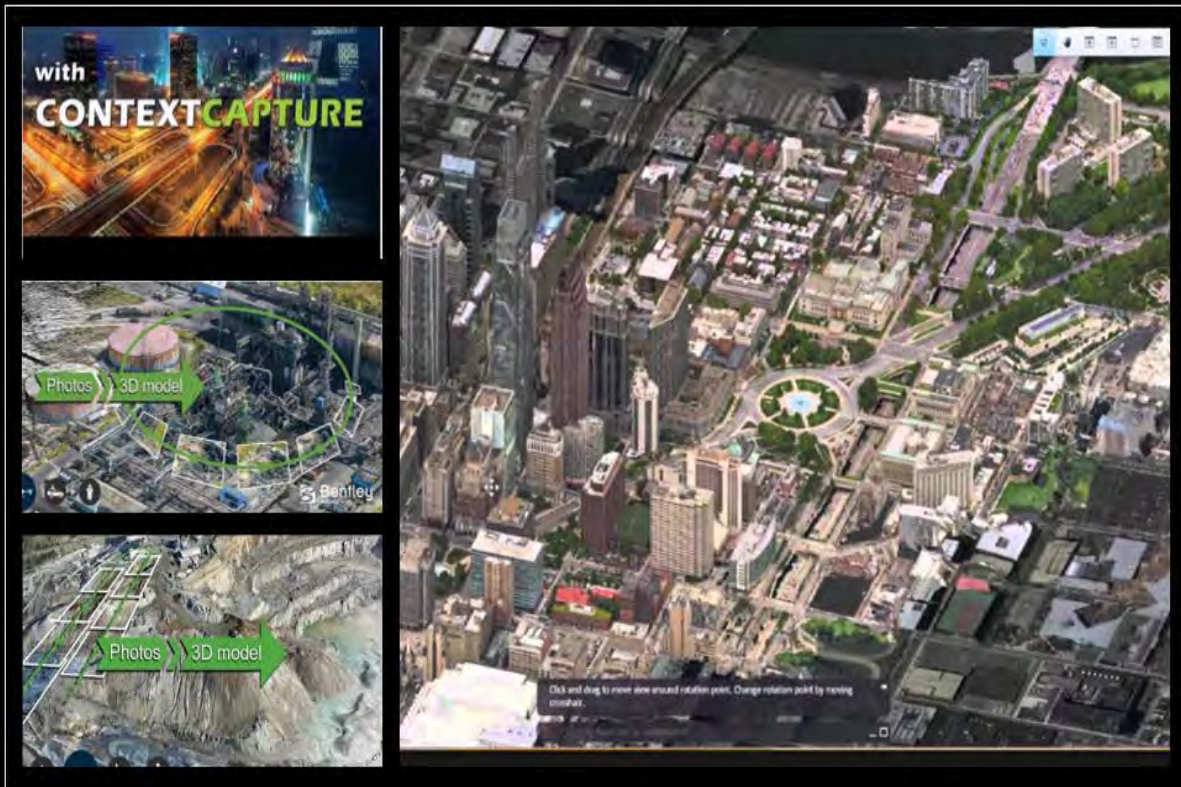 with
CONTEXTCAPTURE
Photos
3D model
Bentley
Photos
3D model
Click and drag to move view around rotation point. Change rotation point by moving
crosshair.